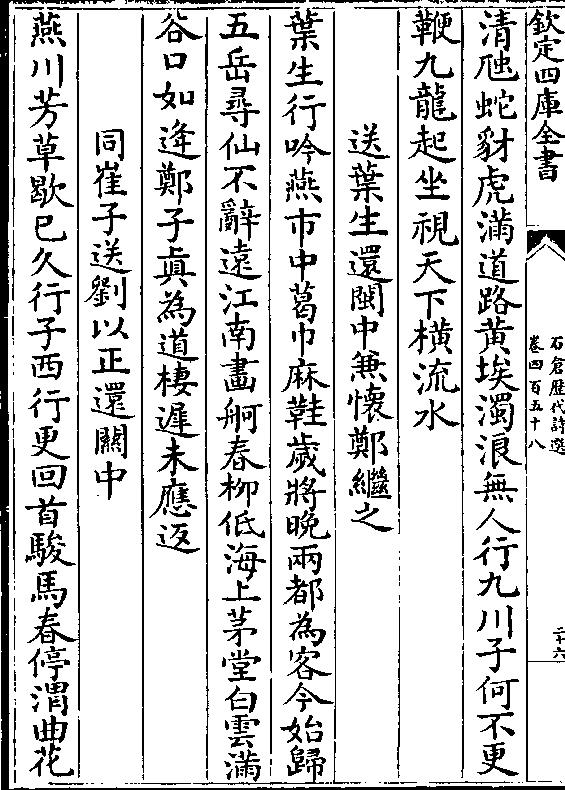 欽定四庫全書
石倉歴代詩選
卷四百五十八
二十六
清虺蛇豺虎滿道路黄埃濁浪無人行九川子何不更
鞭九龍起坐視天下横流水
送葉生還閩中兼懷鄭繼之
葉生行吟燕市中葛巾麻鞋歲將晚兩都為客今始歸
五岳尋仙不辭遠江南畫舸春柳低海上茅堂白雲滿
谷口如逢鄭子眞為道棲遲未應返
同崔子送劉以正還關中
燕川芳草歇已久行子西行更回首駿馬春停渭曲花